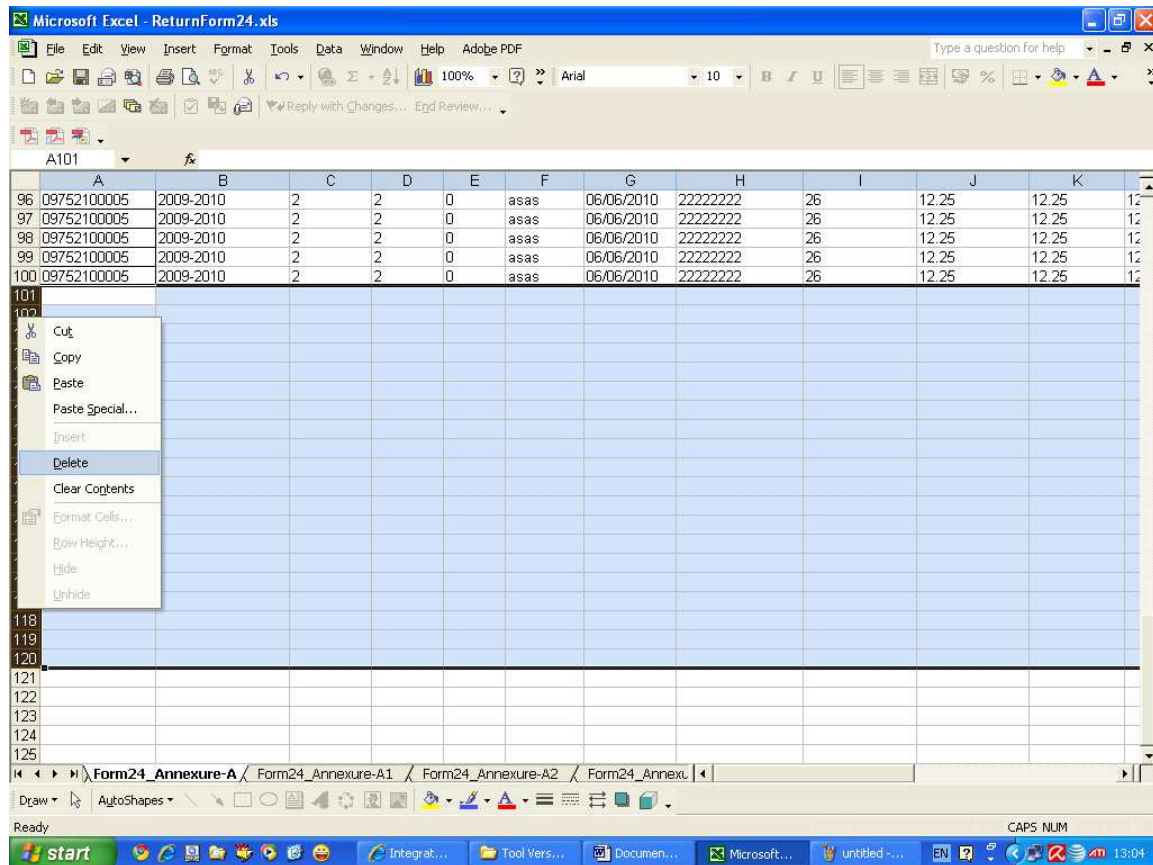 Microsoft Excel - ReturnForm24.xls
File Edit View Insert Format Tools Data Window Help Adobe PDF Type a question for help
100% Arial 10 B I U %
Reply with Changes... End Review...
A101 fx
A B C D E F G H I J K
96 09752100005 2009-2010 2 2 0 asas 06/06/2010 22222222 26 12.25 12.25 12
97 09752100005 2009-2010 2 2 0 asas 06/06/2010 22222222 26 12.25 12.25 12
98 09752100005 2009-2010 2 2 0 asas 06/06/2010 22222222 26 12.25 12.25 12
99 09752100005 2009-2010 2 2 0 asas 06/06/2010 22222222 26 12.25 12.25 12
100 09752100005 2009-2010 2 2 0 asas 06/06/2010 22222222 26 12.25 12.25 12
101
102
Cut
Copy
Paste
Paste Special...
Insert
Delete
Clear Contents
Format Cells...
Row Height...
Hide
Unhide
118
119
120
121
122
123
124
125
Form24_Annexure-A Form24_Annexure-A1 Form24_Annexure-A2 Form24_Annexu
Draw AutoShapes
Ready CAPS NUM
start Integrat... Tool Vers... Documen... Microsoft... untitled -... EN 13:04